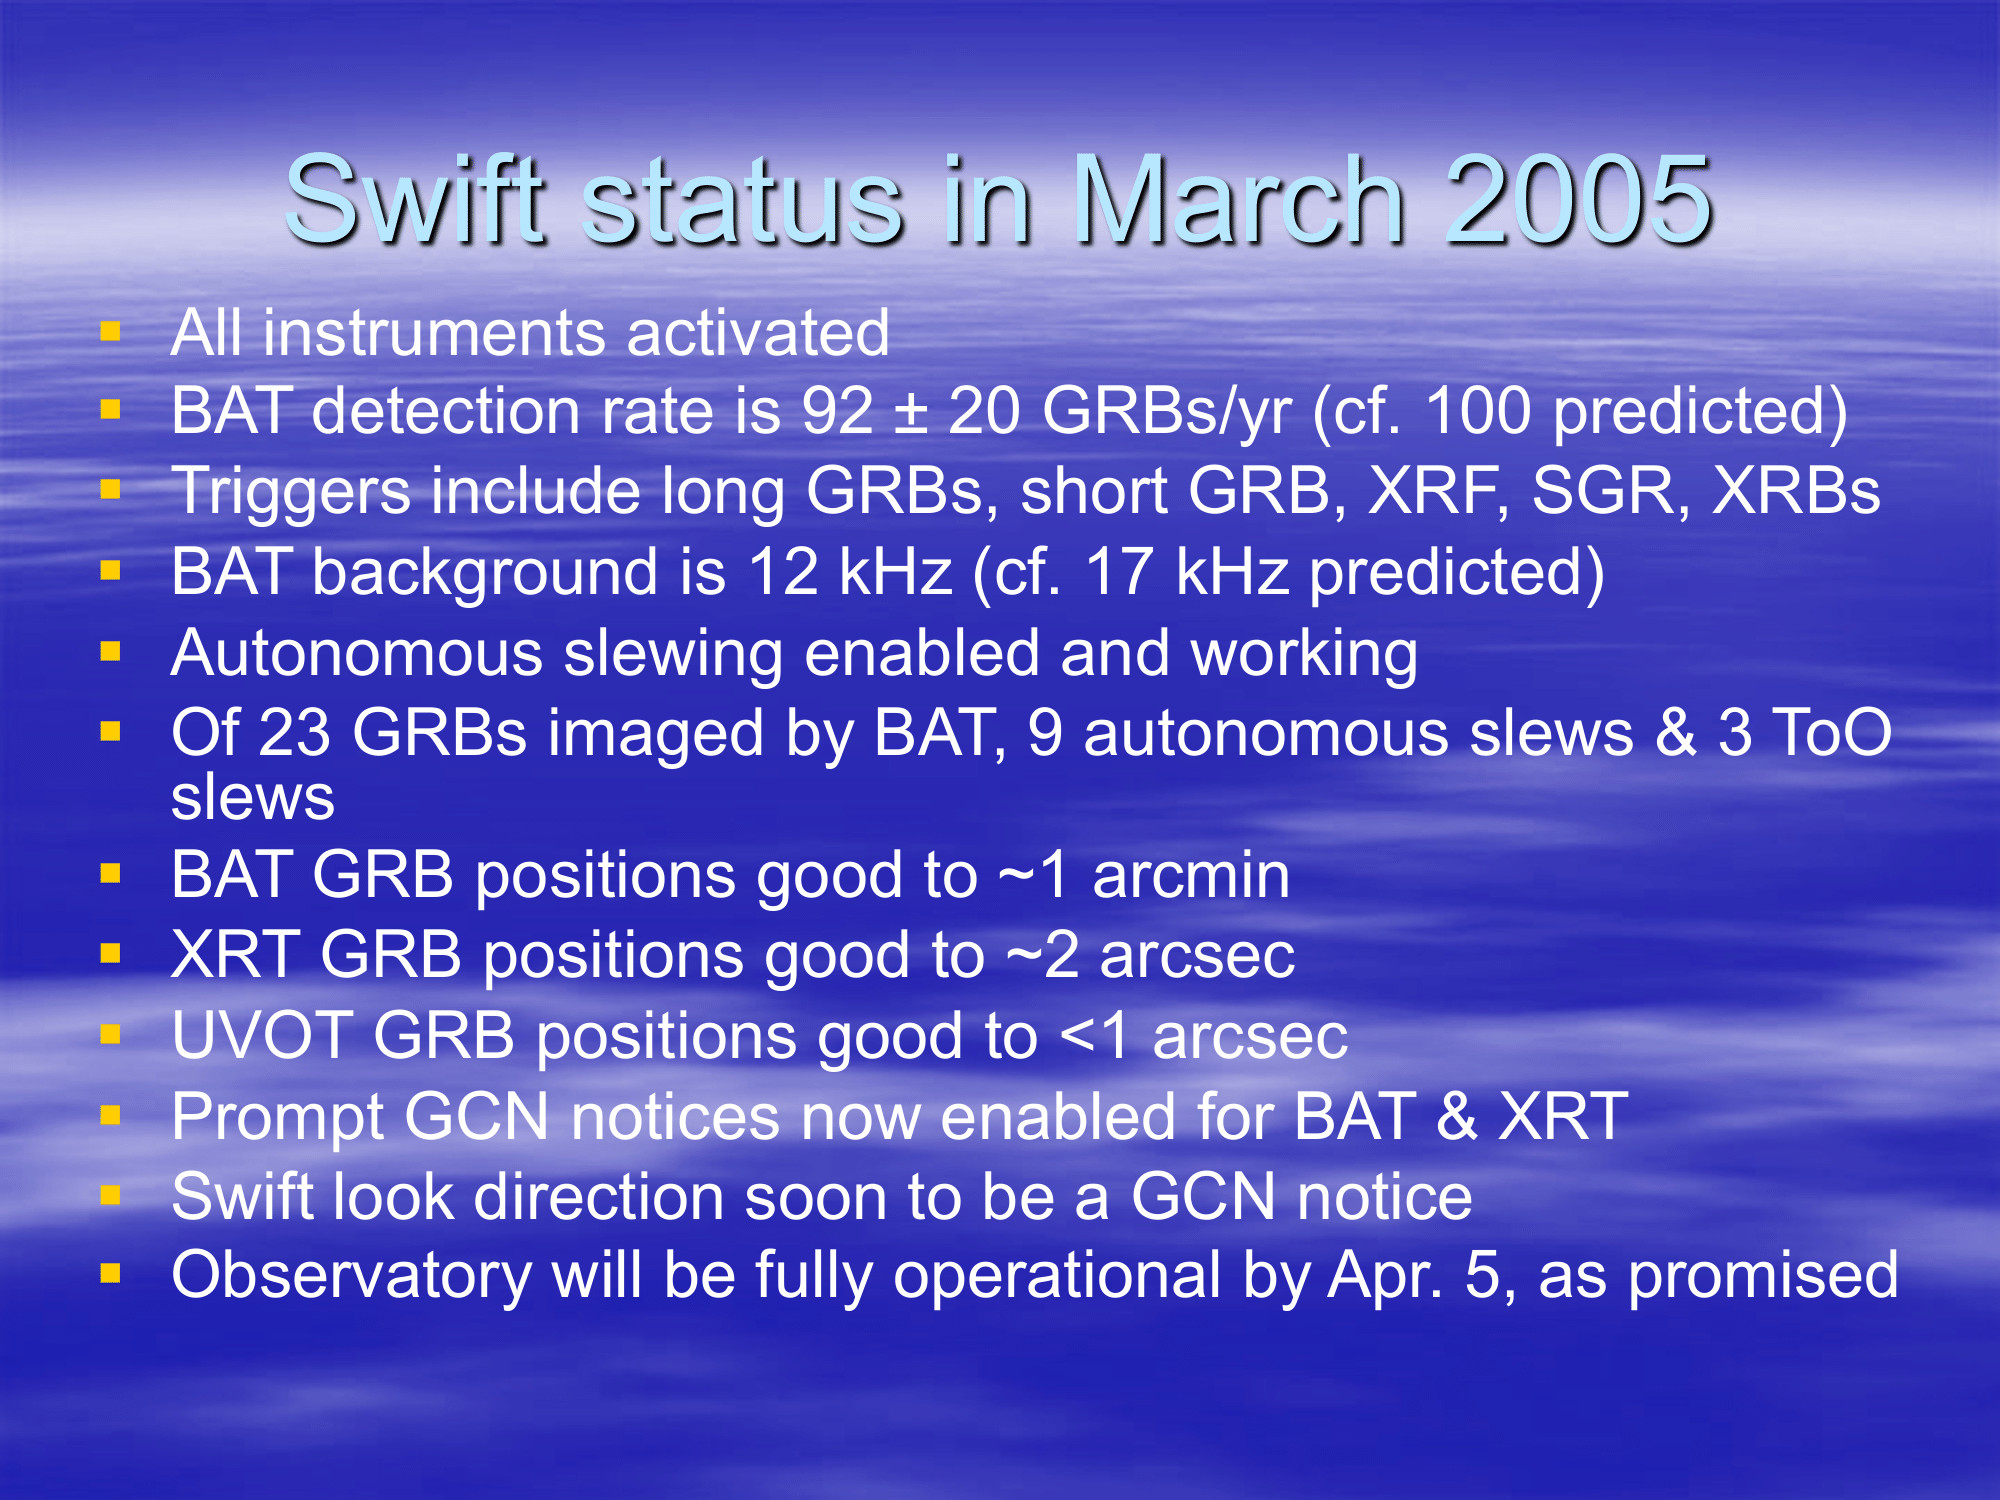 Swift status in March 2005
▪ All instruments activated
▪ BAT detection rate is 92 ± 20 GRBs/yr (cf. 100 predicted)
▪ Triggers include long GRBs, short GRB, XRF, SGR, XRBs
▪ BAT background is 12 kHz (cf. 17 kHz predicted)
▪ Autonomous slewing enabled and working
▪ Of 23 GRBs imaged by BAT, 9 autonomous slews & 3 ToO
slews
▪ BAT GRB positions good to ~1 arcmin
▪ XRT GRB positions good to ~2 arcsec
▪ UVOT GRB positions good to <1 arcsec
▪ Prompt GCN notices now enabled for BAT & XRT
▪ Swift look direction soon to be a GCN notice
▪ Observatory will be fully operational by Apr. 5, as promised